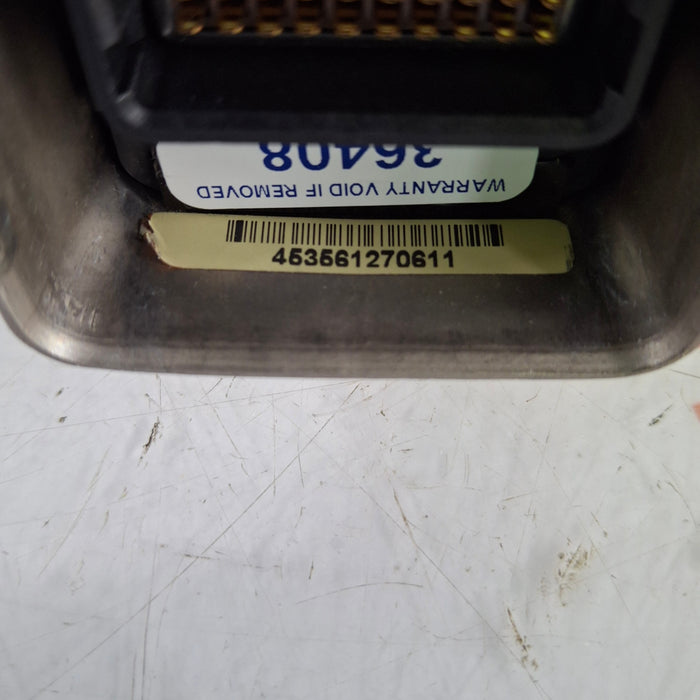 WARRANTY VOID IF REMOVED
36408
453561270611